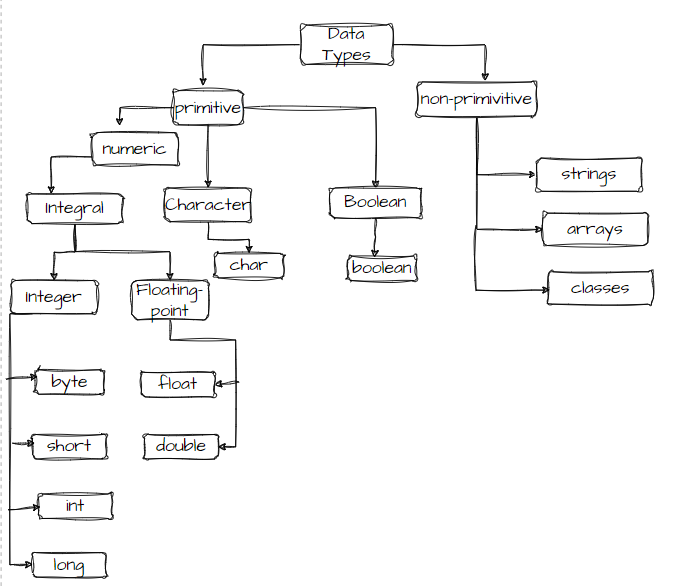 Data
Types
primitive
non-primivitive
numeric
strings
Integral
Character
Boolean
arrays
char
boolean
classes
Integer
Floating-
point
byte
float
short
double
int
long